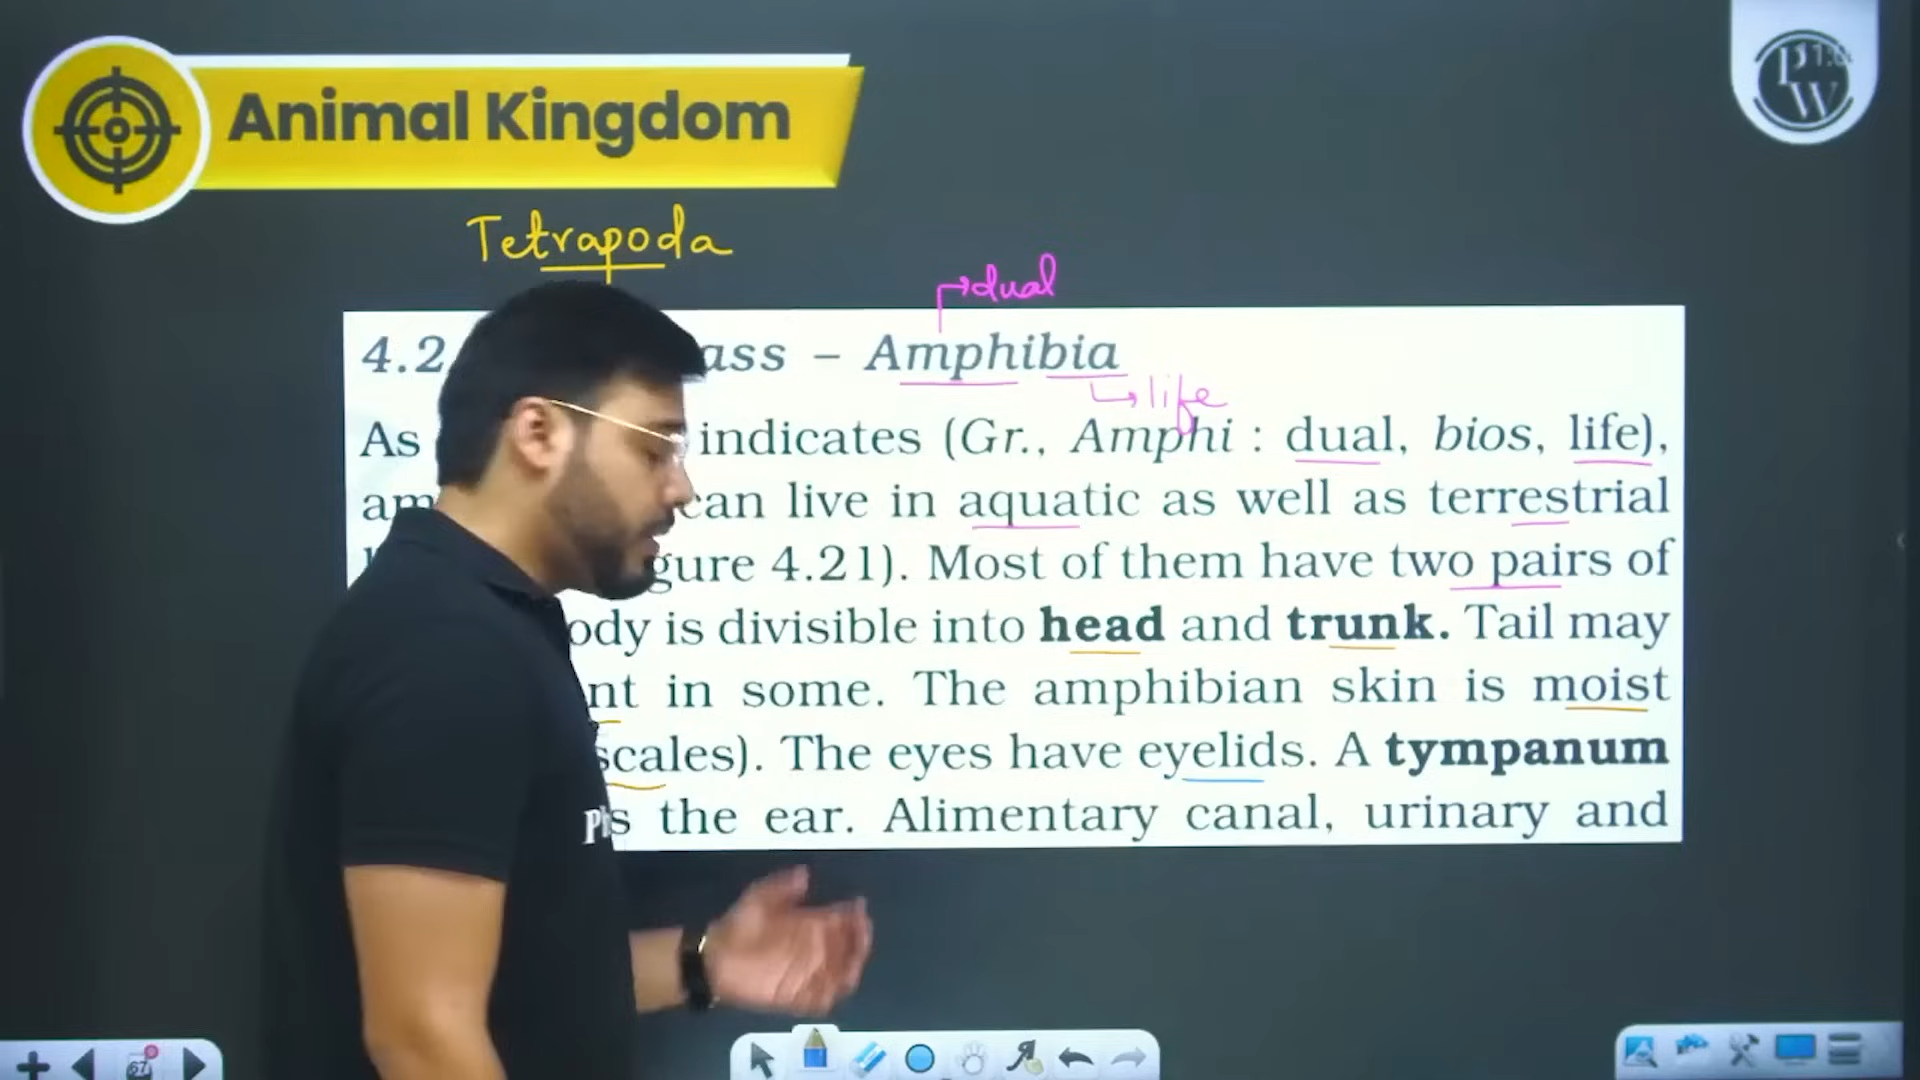 Animal Kingdom
PW
Tetrapoda
dual
4.2 ass – Amphibia
life
As indicates (Gr., Amphi : dual, bios, life),
am can live in aquatic as well as terrestrial
gure 4.21). Most of them have two pairs of
ody is divisible into head and trunk. Tail may
nt in some. The amphibian skin is moist
scales). The eyes have eyelids. A tympanum
s the ear. Alimentary canal, urinary and
67